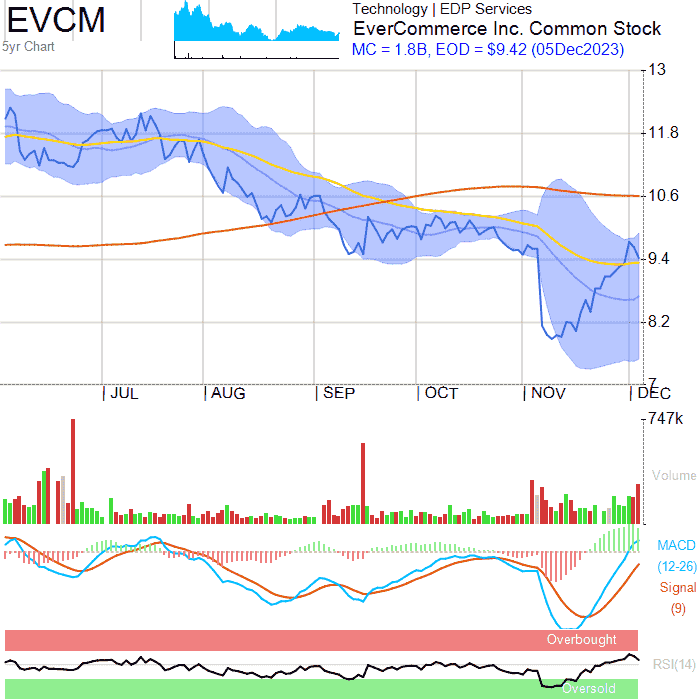 EVCM
5yr Chart
Technology | EDP Services
EverCommerce Inc. Common Stock
MC = 1.8B, EOD = $9.42 (05Dec2023)
13
11.8
10.6
9.4
8.2
7
JUL AUG SEP OCT NOV DEC
747k
Volume
MACD
(12-26)
Signal
(9)
Overbought
RSI(14)
Oversold